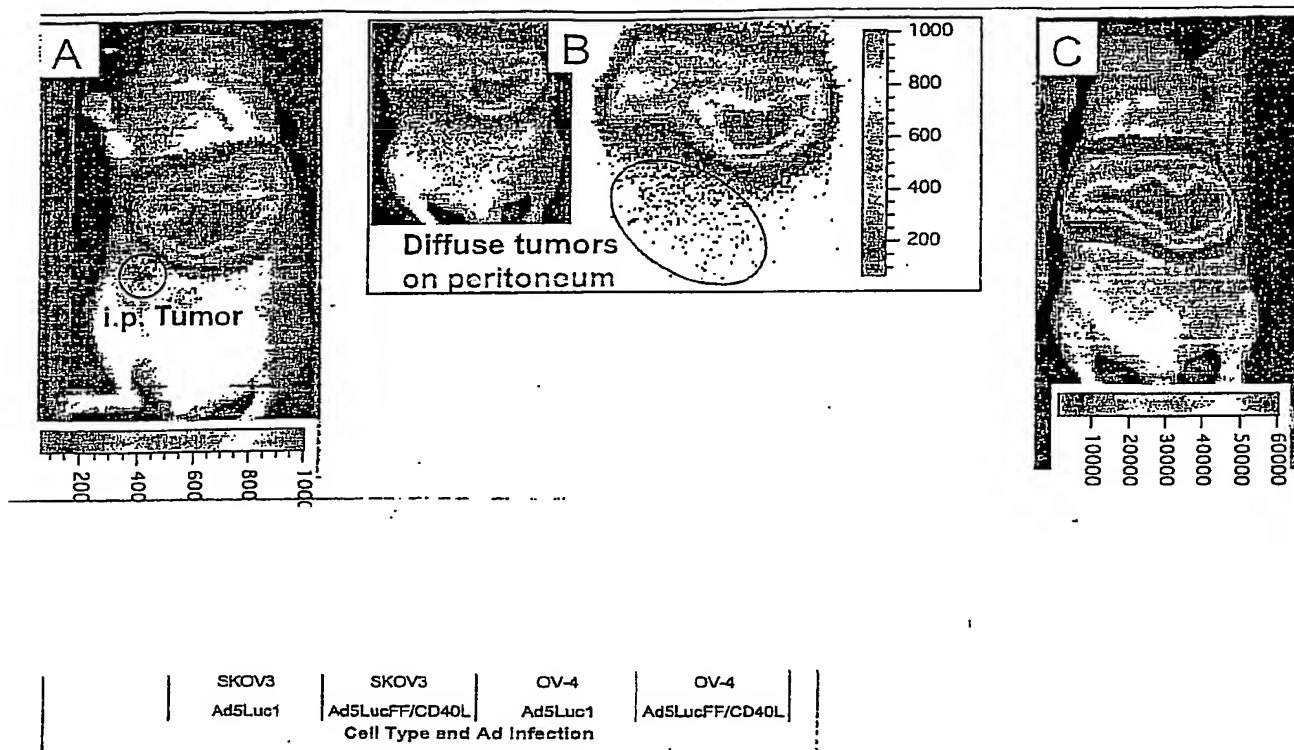 A
i.p. Tumor
200
400
600
800
B
Diffuse tumors
on peritoneum
1000
800
600
400
200
C
10000
20000
30000
40000
50000
60000
SKOV3 SKOV3 OV-4 OV-4
Ad5Luc1 Ad5LucFF/CD40L Ad5Luc1 Ad5LucFF/CD40L
Cell Type and Ad Infection